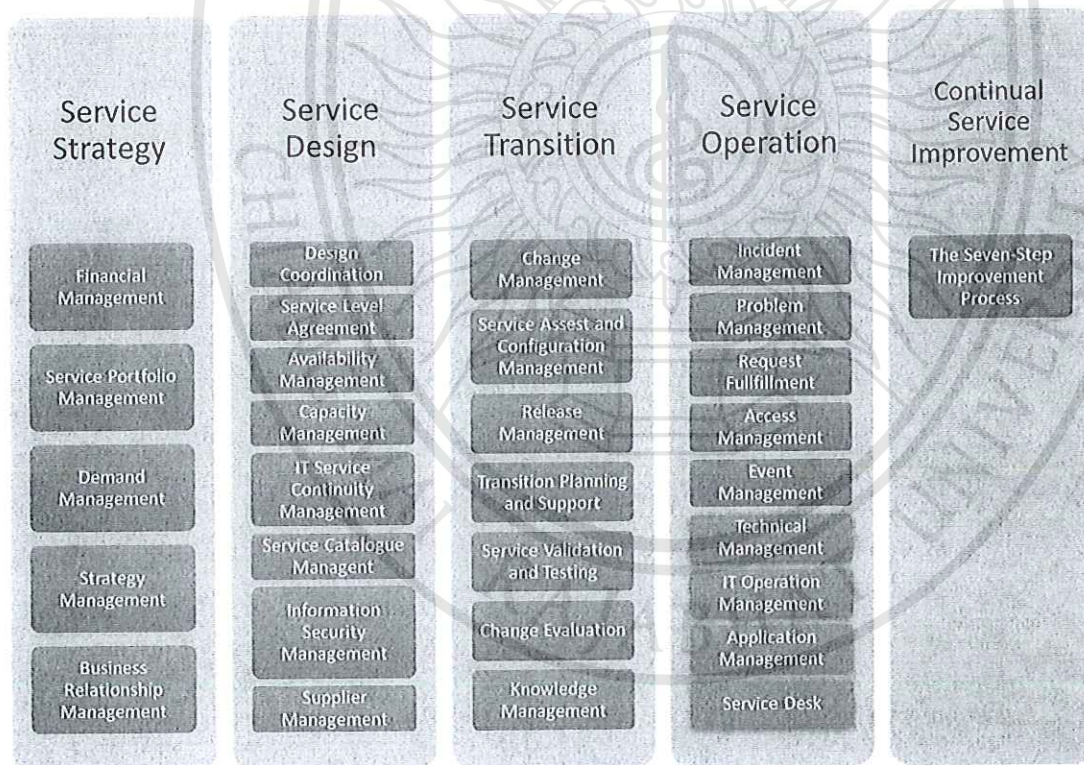 Service
Strategy
Financial
Management
Service Portfolio
Management
Demand
Management
Strategy
Management
Business
Relationship
Management
Service
Design
Design
Coordination
Service Level
Agreement
Availability
Management
Capacity
Management
IT Service
Continuity
Management
Service Catalogue
Managent
Information
Security
Management
Supplier
Management
Service
Transition
Change
Management
Service Assest and
Configuration
Management
Release
Management
Transition Planning
and Support
Service Validation
and Testing
Change Evaluation
Knowledge
Management
Service
Operation
Incident
Management
Problem
Management
Request
Fullfillment
Access
Management
Event
Management
Technical
Management
IT Operation
Management
Application
Management
Service Desk
Continual
Service
Improvement
The Seven-Step
Improvement
Process